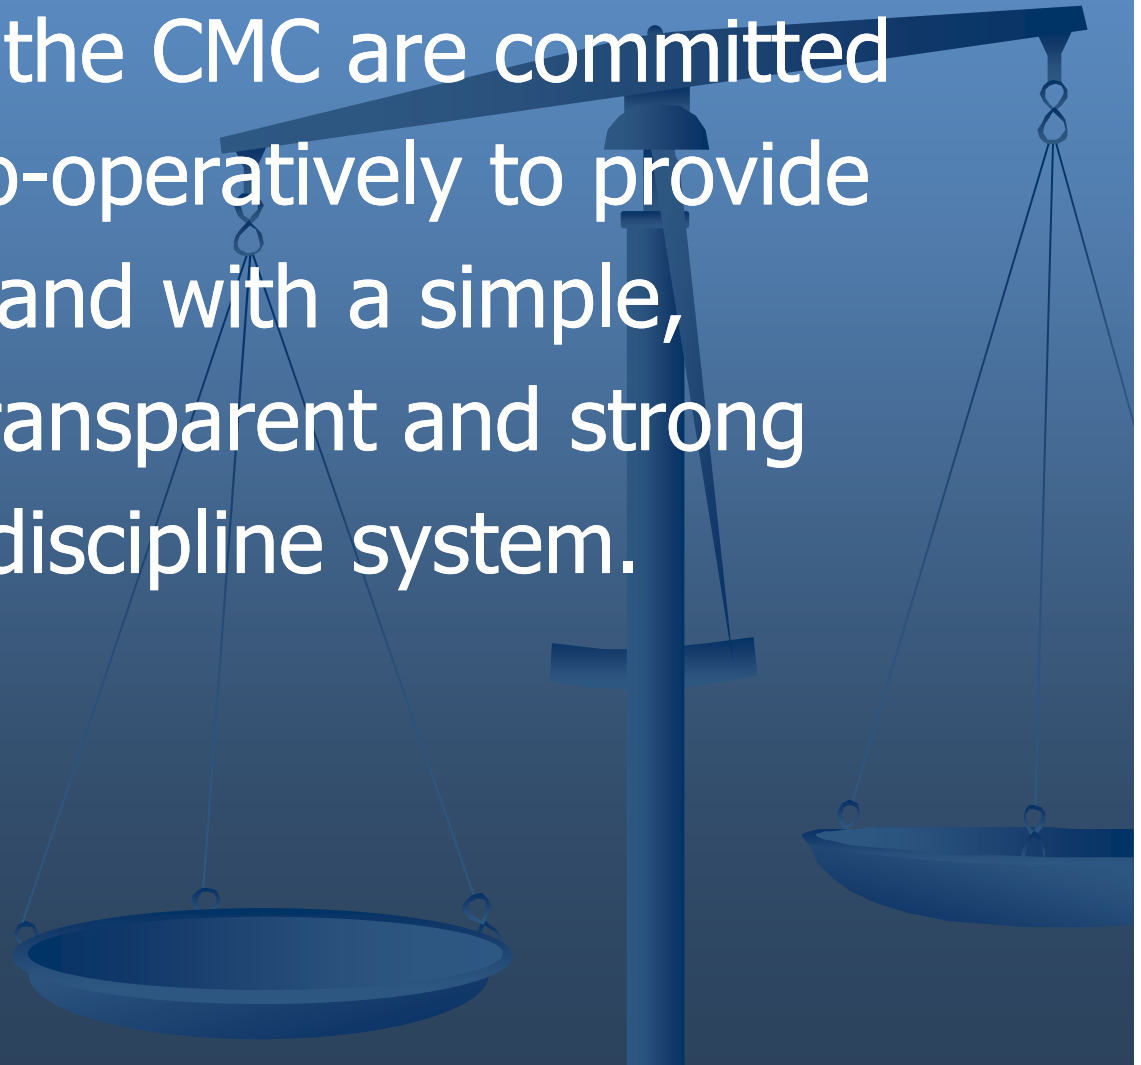 the CMC are committed
o-operatively to provide
and with a simple,
ransparent and strong
discipline system.